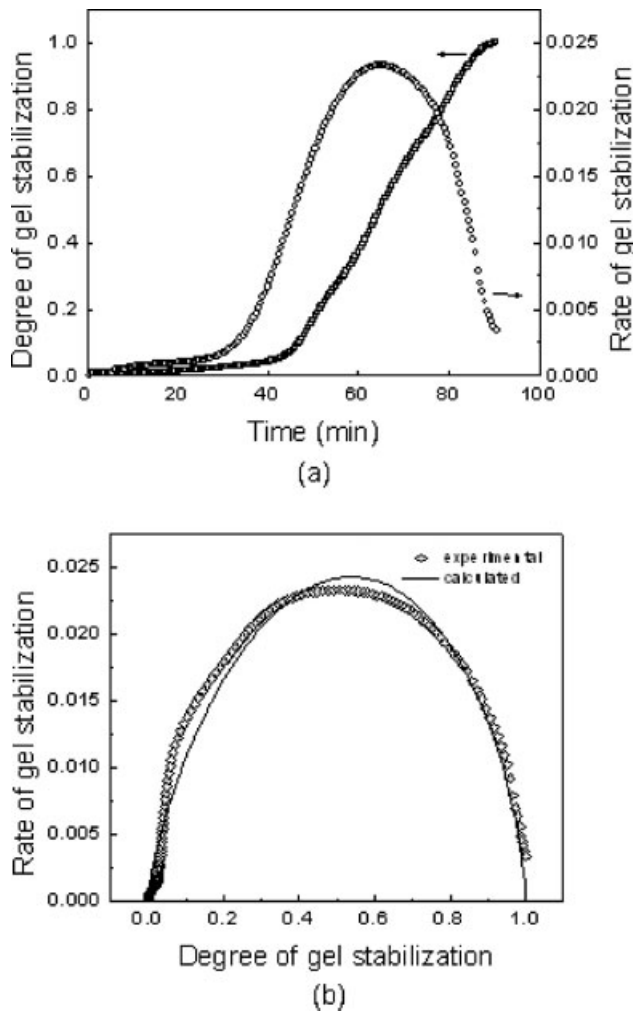 1.0
0.8
0.6
0.4
0.2
0.0
Degree of gel stabilization
0.025
0.020
0.015
0.010
0.005
0.000
Rate of gel stabilization
0 20 40 60 80 100
Time (min)
(a)
experimental
calculated
0.025
0.020
0.015
0.010
0.005
0.000
Rate of gel stabilization
0.0 0.2 0.4 0.6 0.8 1.0
Degree of gel stabilization
(b)